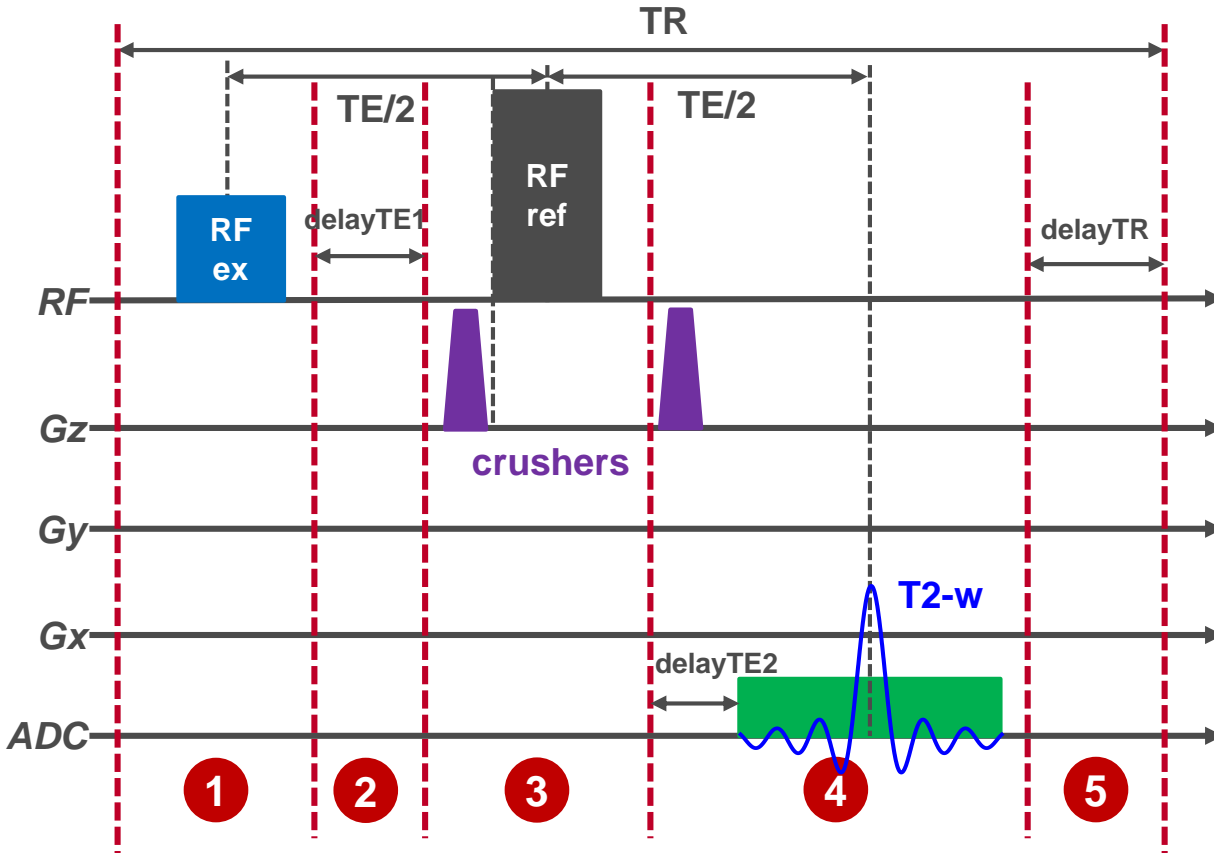 TR
TE/2
TE/2
RF
ex
delayTE1
RF
ref
delayTR
RF
Gz
crushers
Gy
T2-w
Gx
delayTE2
ADC
1
2
3
4
5